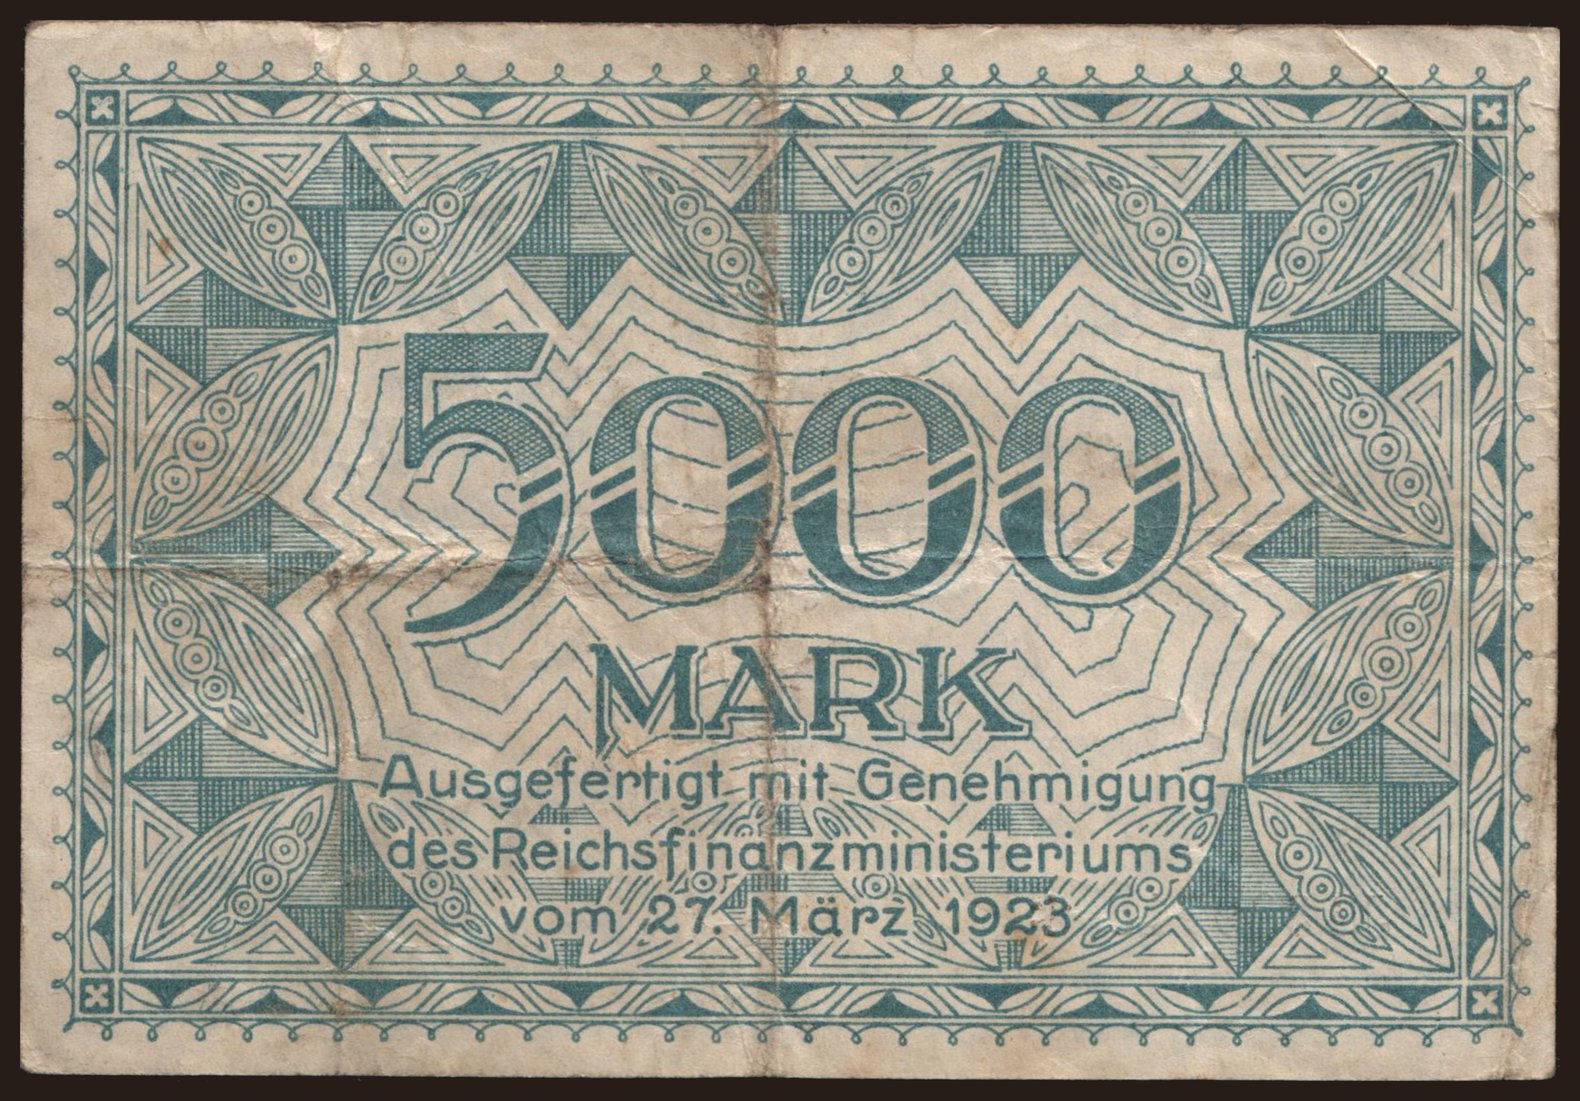 5000
MARK
Ausgefertigt mit Genehmigung
des Reichsfinanzministeriums
vom 27. März 1923